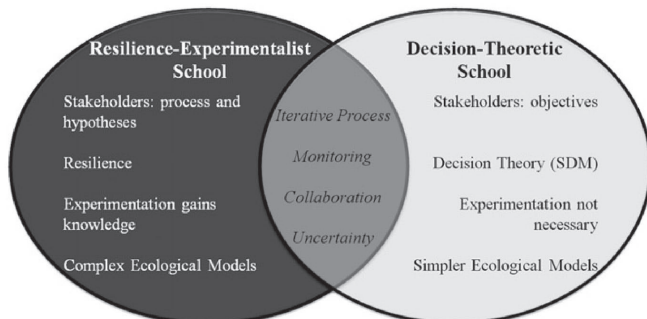 Resilience-Experimentalist
School
Stakeholders: process and
hypotheses
Resilience
Experimentation gains
knowledge
Complex Ecological Models
Iterative Process
Monitoring
Collaboration
Uncertainty
Decision-Theoretic
School
Stakeholders: objectives
Decision Theory (SDM)
Experimentation not
necessary
Simpler Ecological Models